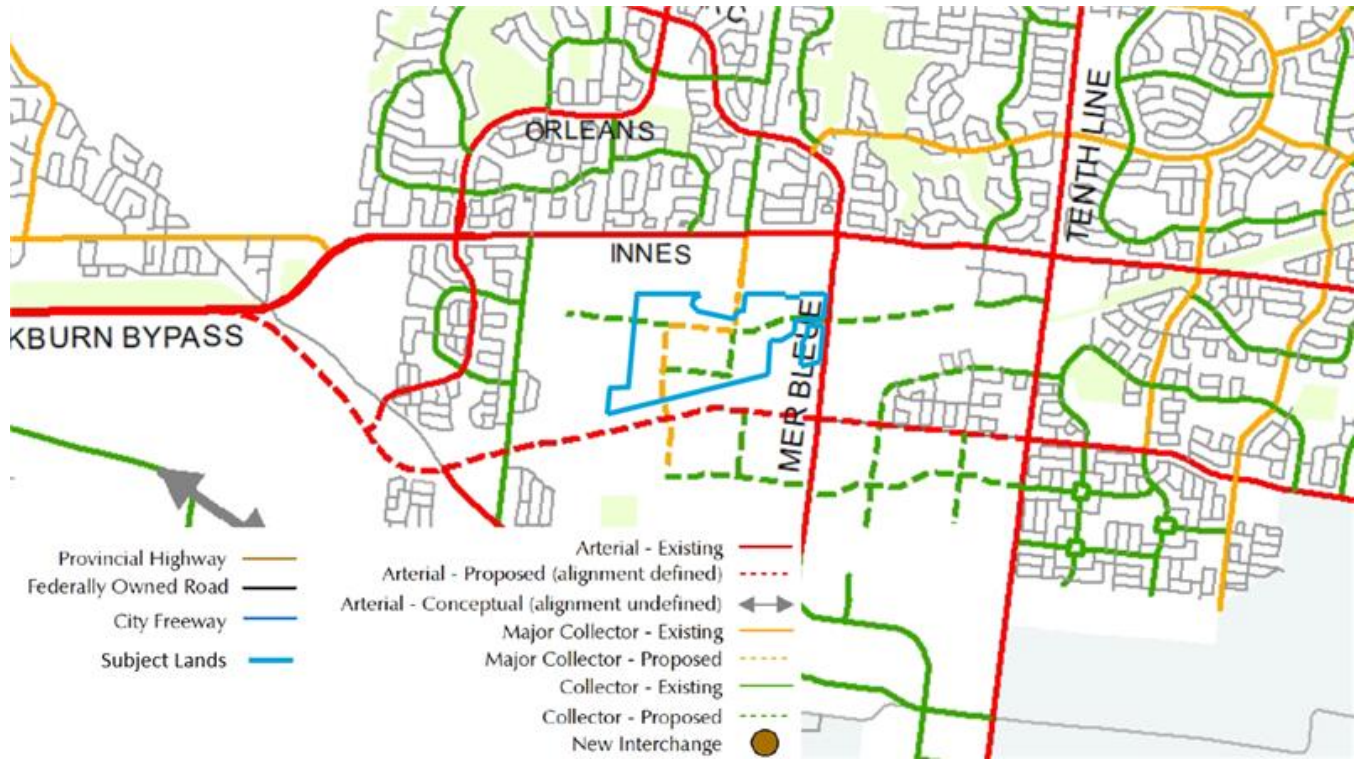 ORLEANS
TENTH LINE
INNES
MER BLEUE
KBURN BYPASS
Provincial Highway
Federally Owned Road
City Freeway
Subject Lands
Arterial - Existing
Arterial - Proposed (alignment defined)
Arterial - Conceptual (alignment undefined)
Major Collector - Existing
Major Collector - Proposed
Collector - Existing
Collector - Proposed
New Interchange